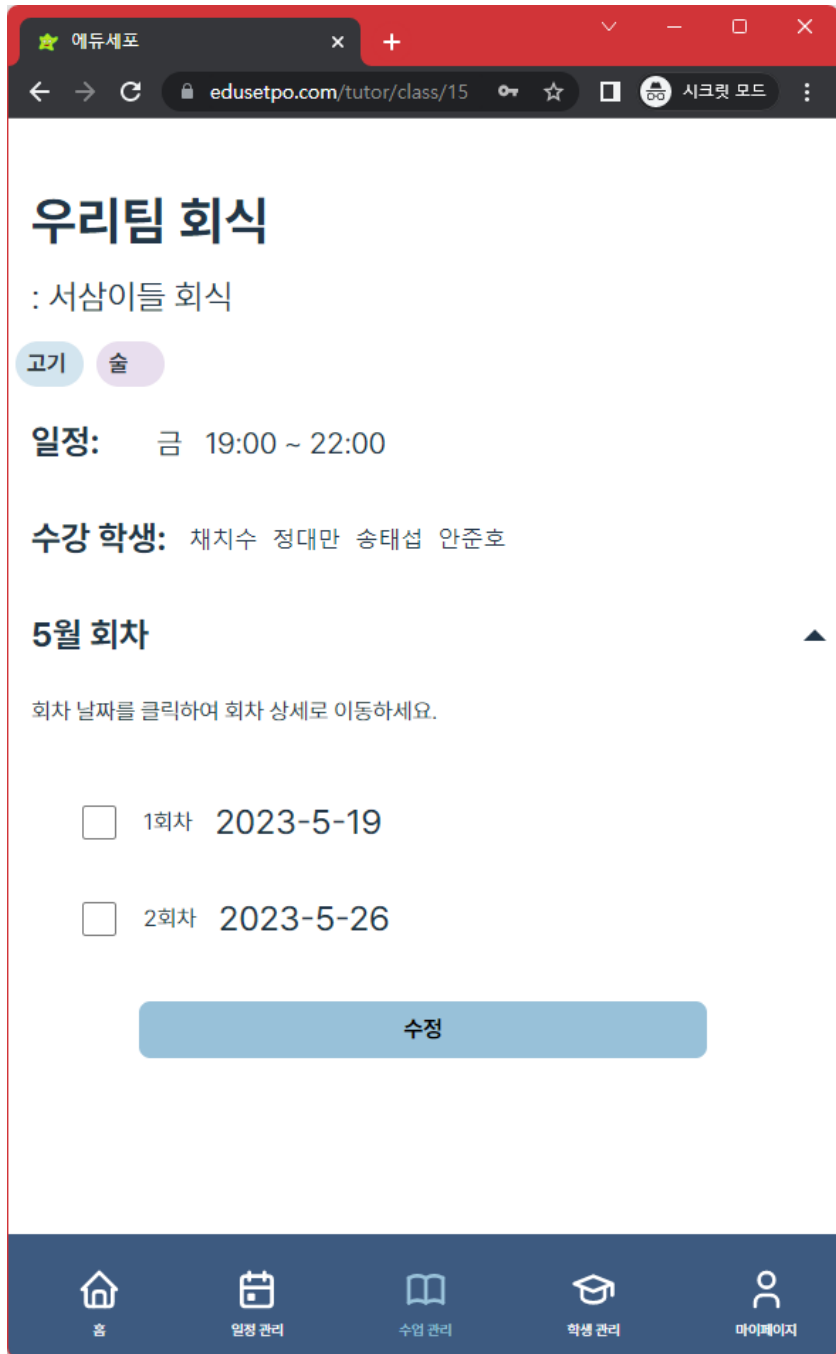 에듀세포
edusetpo.com/tutor/class/15
시크릿 모드
우리팀 회식
: 서삼이들 회식
고기 술
일정: 금 19:00 ~ 22:00
수강 학생: 채치수 정대만 송태섭 안준호
5월 회차
회차 날짜를 클릭하여 회차 상세로 이동하세요.
1회차 2023-5-19
2회차 2023-5-26
수정
홈 일정 관리 수업 관리 학생 관리 마이페이지